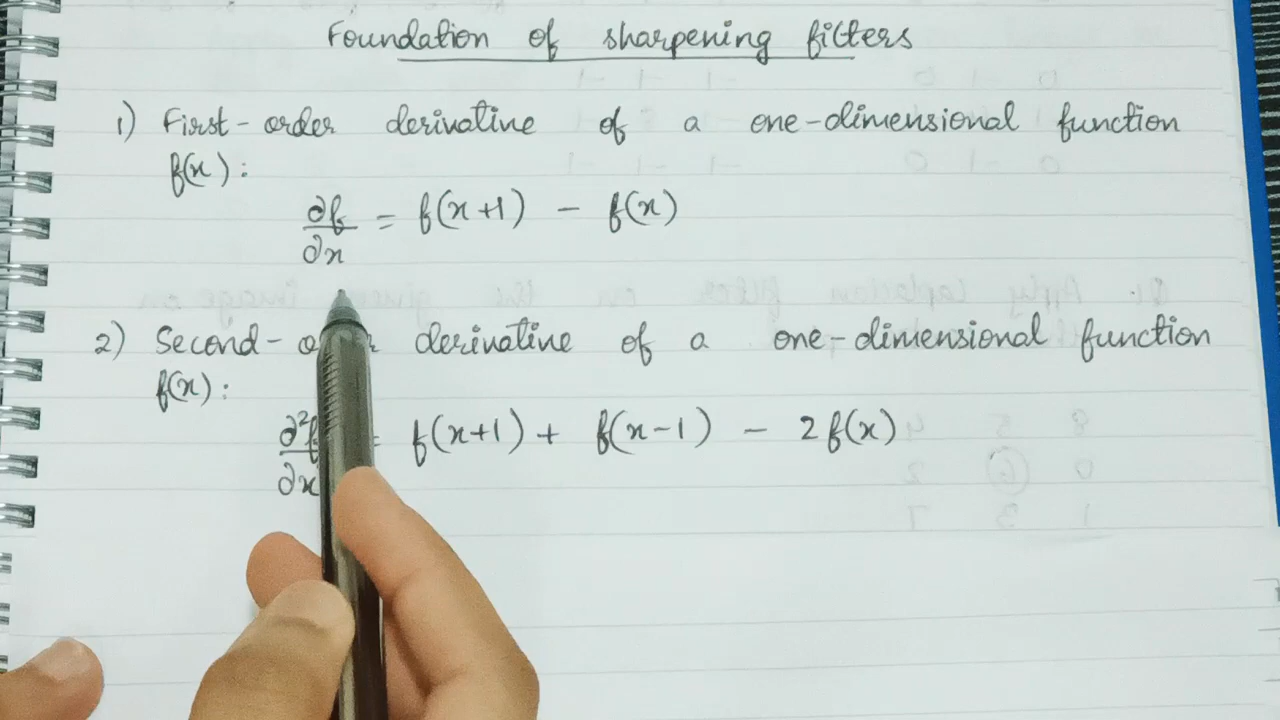 Foundation of sharpening filters
1) First-order derivative of a one-dimensional function
f(x) :
∂f/∂x = f(x+1) - f(x)
2) Second- derivative of a one-dimensional function
f(x) :
∂²f/∂x = f(x+1) + f(x-1) - 2f(x)